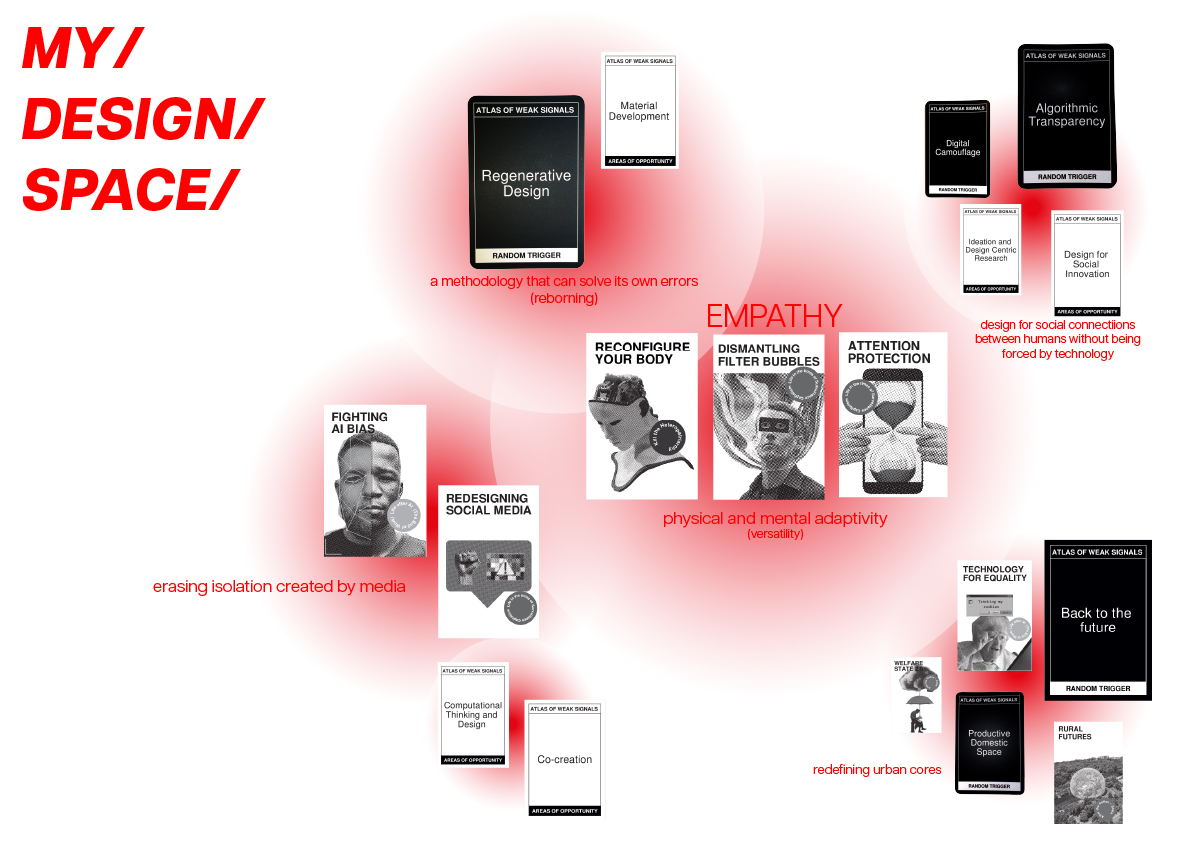 MY/
DESIGN/
SPACE/
ATLAS OF WEAK SIGNALS
Regenerative
Design
RANDOM TRIGGER
ATLAS OF WEAK SIGNALS
Material
Development
AREAS OF OPPORTUNITY
a methodology that can solve its own errors
(reborning)
ATLAS OF WEAK SIGNALS
Digital
Camouflage
RANDOM TRIGGER
ATLAS OF WEAK SIGNALS
Algorithmic
Transparency
RANDOM TRIGGER
ATLAS OF WEAK SIGNALS
Ideation and
Design Centric
Research
AREAS OF OPPORTUNITY
ATLAS OF WEAK SIGNALS
Design for
Social
Innovation
AREAS OF OPPORTUNITY
design for social connectiions
between humans without being
forced by technology
EMPATHY
RECONFIGURE
YOUR BODY
Kill the Heteropatriarchy
DISMANTLING
FILTER BUBBLES
ATTENTION
PROTECTION
physical and mental adaptivity
(versatility)
FIGHTING
AI BIAS
REDESIGNING
SOCIAL MEDIA
erasing isolation created by media
ATLAS OF WEAK SIGNALS
Computational
Thinking and
Design
AREAS OF OPPORTUNITY
ATLAS OF WEAK SIGNALS
Co-creation
AREAS OF OPPORTUNITY
TECHNOLOGY
FOR EQUALITY
Thinking my
cookies
ATLAS OF WEAK SIGNALS
Back to the
future
RANDOM TRIGGER
WELFARE
STATE 2.0
ATLAS OF WEAK SIGNALS
Productive
Domestic
Space
RANDOM TRIGGER
RURAL
FUTURES
redefining urban cores